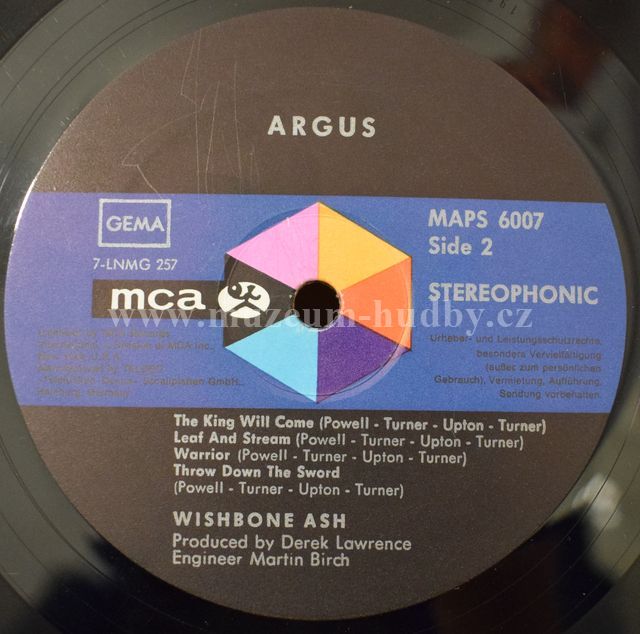 ARGUS
GEMA
7-LNMG 257
MAPS 6007
Side 2
mca
STEREOPHONIC
www.muzeum-hudby.cz
Urheber- und Leistungsschutzrechte,
besonders Vervielfältigung
(außer zum persönlichen
Gebrauch), Vermietung, Aufführung,
Sendung vorbehalten.
Hamburg, Germany
The King Will Come (Powell - Turner - Upton - Turner)
Leaf And Stream (Powell - Turner - Upton - Turner)
Warrior (Powell - Turner - Upton - Turner)
Throw Down The Sword
(Powell - Turner - Upton - Turner)
WISHBONE ASH
Produced by Derek Lawrence
Engineer Martin Birch